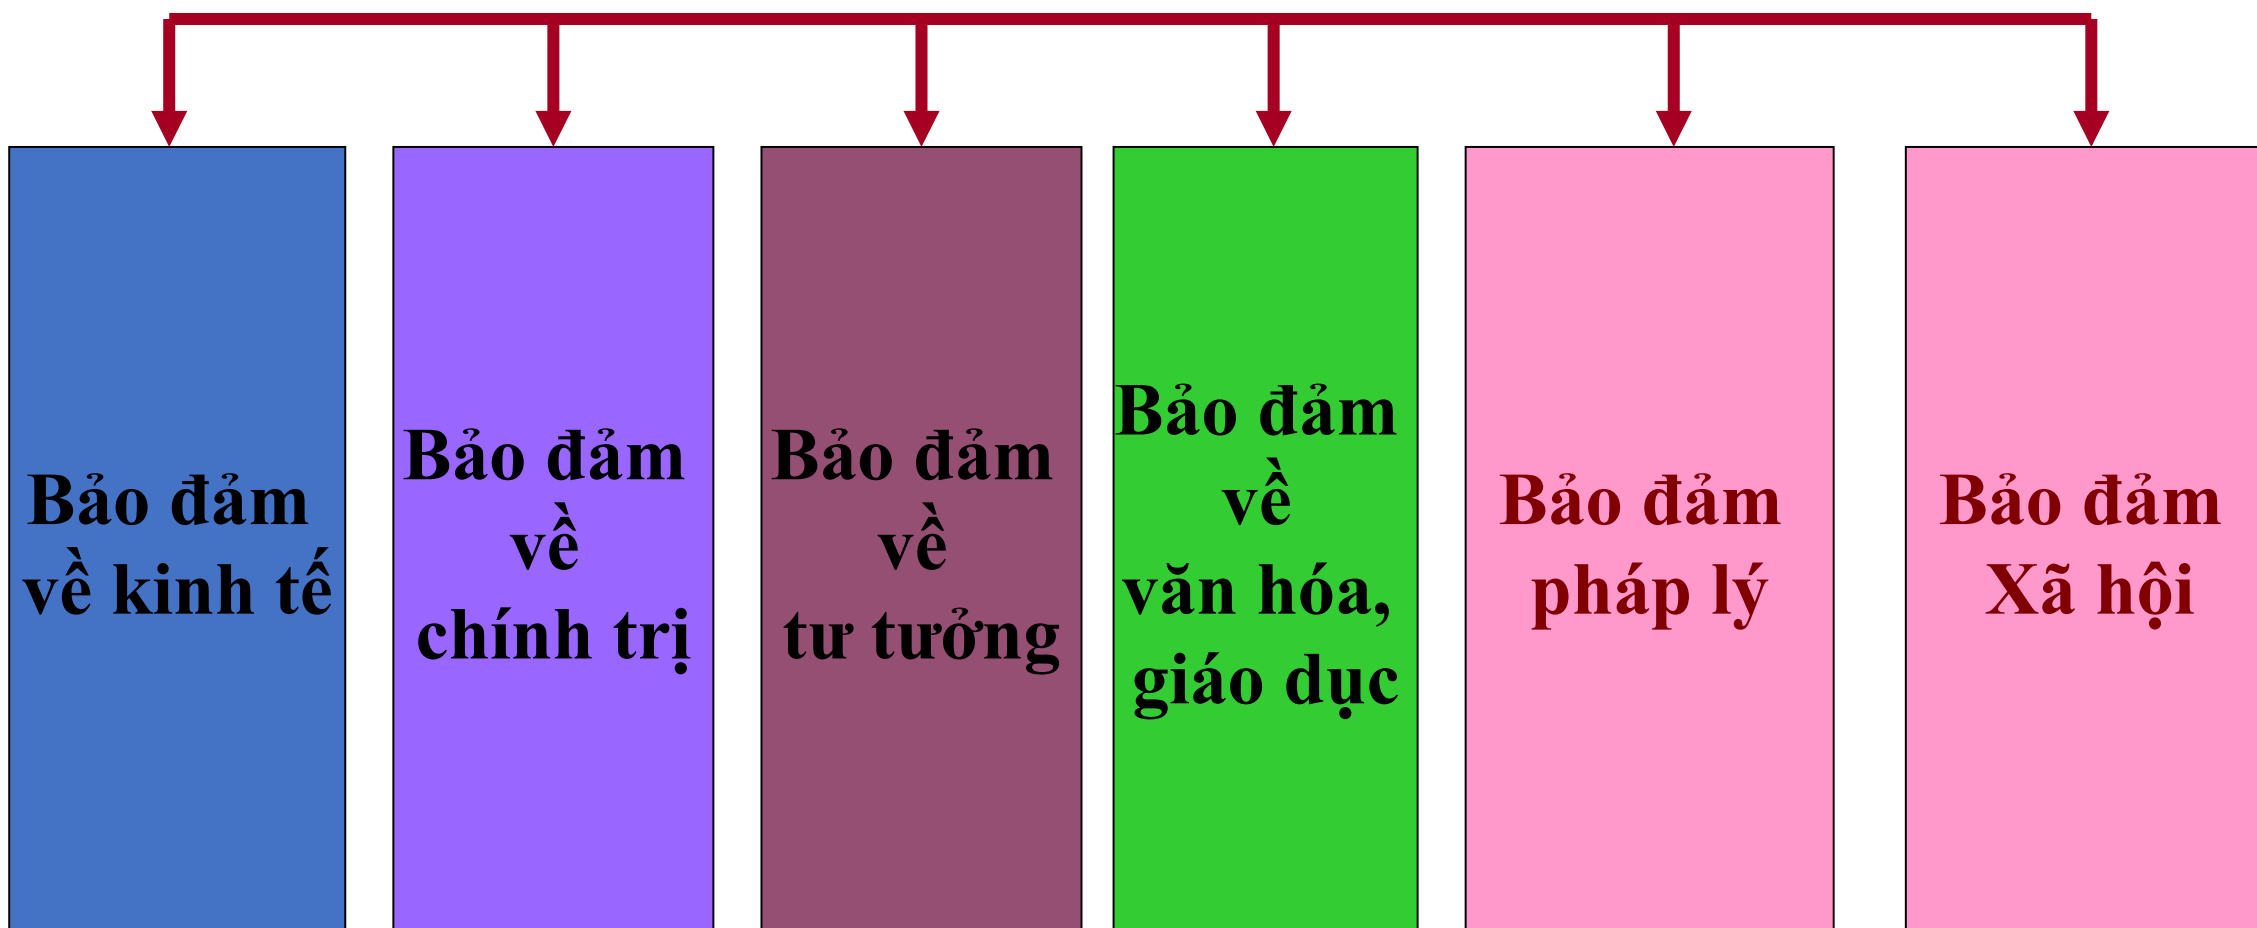 Bảo đảm
về kinh tế
Bảo đảm
về
chính trị
Bảo đảm
về
tư tưởng
Bảo đảm
về
văn hóa,
giáo dục
Bảo đảm
pháp lý
Bảo đảm
Xã hội